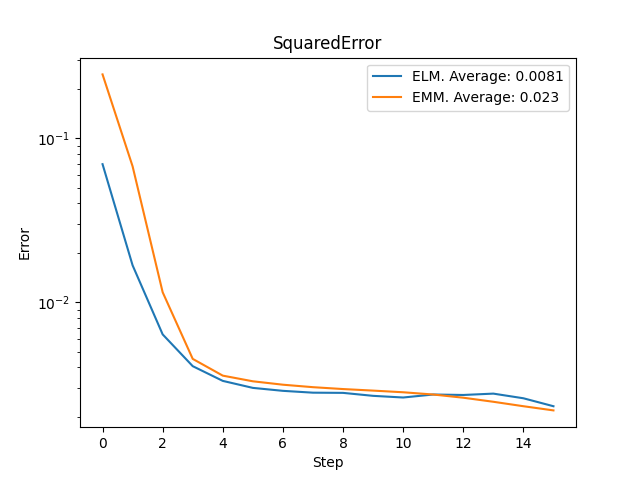 SquaredError
ELM. Average: 0.0081
EMM. Average: 0.023
10⁻¹
10⁻²
Error
0 2 4 6 8 10 12 14
Step